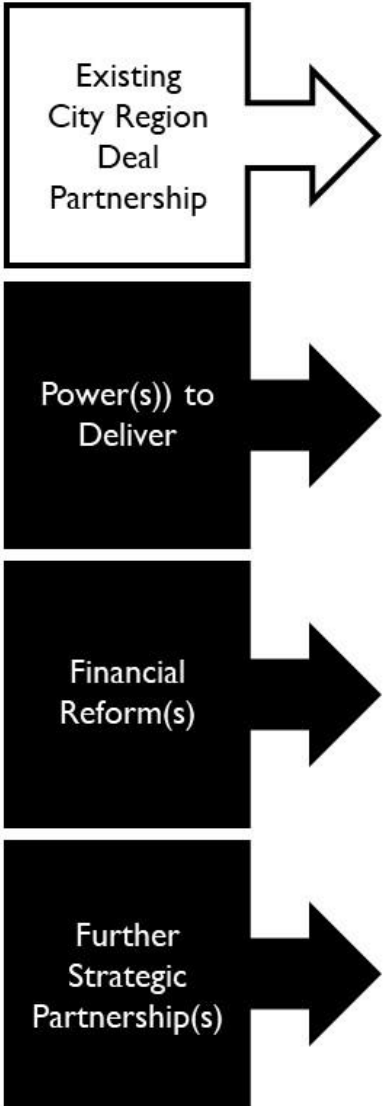 Existing
City Region
Deal
Partnership
Power(s)) to
Deliver
Financial
Reform(s)
Further
Strategic
Partnership(s)